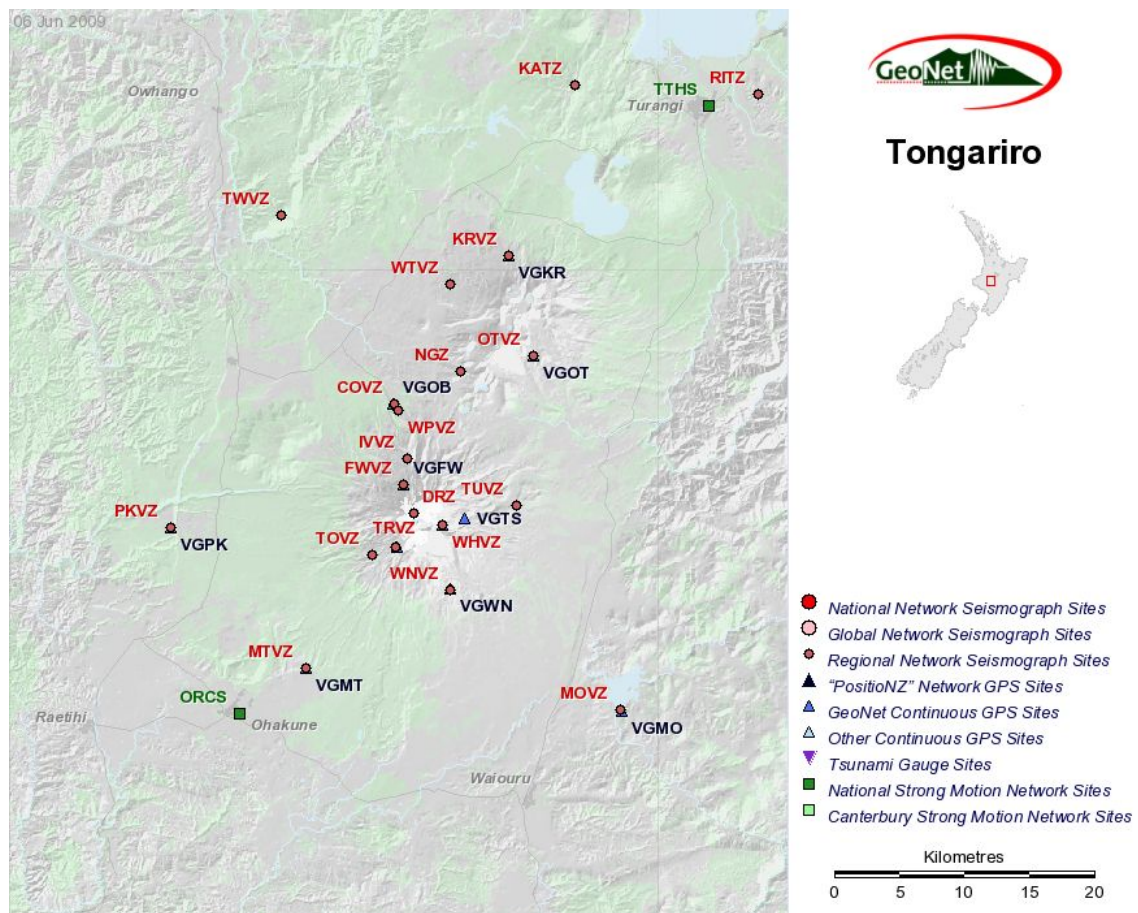 06 Jun 2009
GeoNet
KATZ
RITZ
TTHS
Owhango
Turangi
Tongariro
TWVZ
KRVZ
WTVZ
VGKR
OTVZ
NGZ
VGOT
COVZ
VGOB
WPVZ
IVVZ
FWVZ
VGFW
DRZ
TUVZ
PKVZ
VGTS
TOVZ
TRVZ
VGPK
WHVZ
WNVZ
VGWN
MTVZ
VGMT
ORCS
MOVZ
Raetihi
Ohakune
VGMO
Waiouru
National Network Seismograph Sites
Global Network Seismograph Sites
Regional Network Seismograph Sites
“PositioNZ” Network GPS Sites
GeoNet Continuous GPS Sites
Other Continuous GPS Sites
Tsunami Gauge Sites
National Strong Motion Network Sites
Canterbury Strong Motion Network Sites
Kilometres
0 5 10 15 20